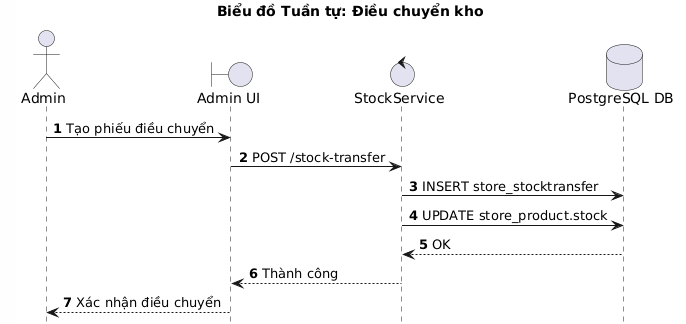 Biểu đồ Tuần tự: Điều chuyển kho
Admin
Admin UI
StockService
PostgreSQL DB
1 Tạo phiếu điều chuyển
2 POST /stock-transfer
3 INSERT store_stocktransfer
4 UPDATE store_product.stock
5 OK
6 Thành công
7 Xác nhận điều chuyển